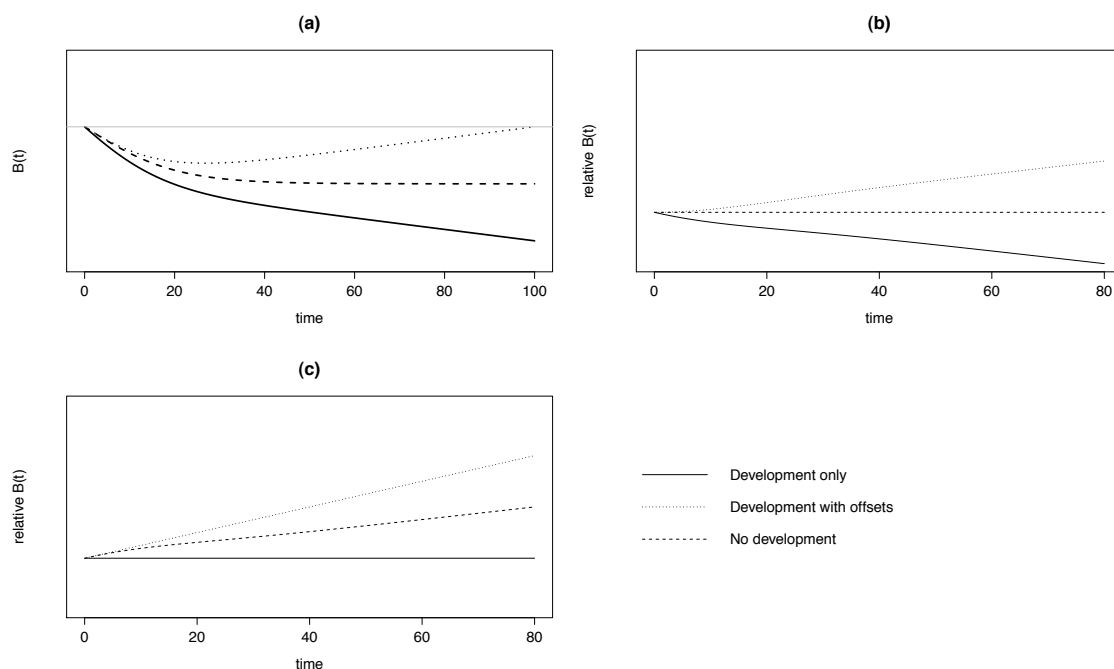 (a)
B(t)
0 20 40 60 80 100
time
(b)
relative B(t)
0 20 40 60 80
time
(c)
relative B(t)
0 20 40 60 80
time
Development only
Development with offsets
No development